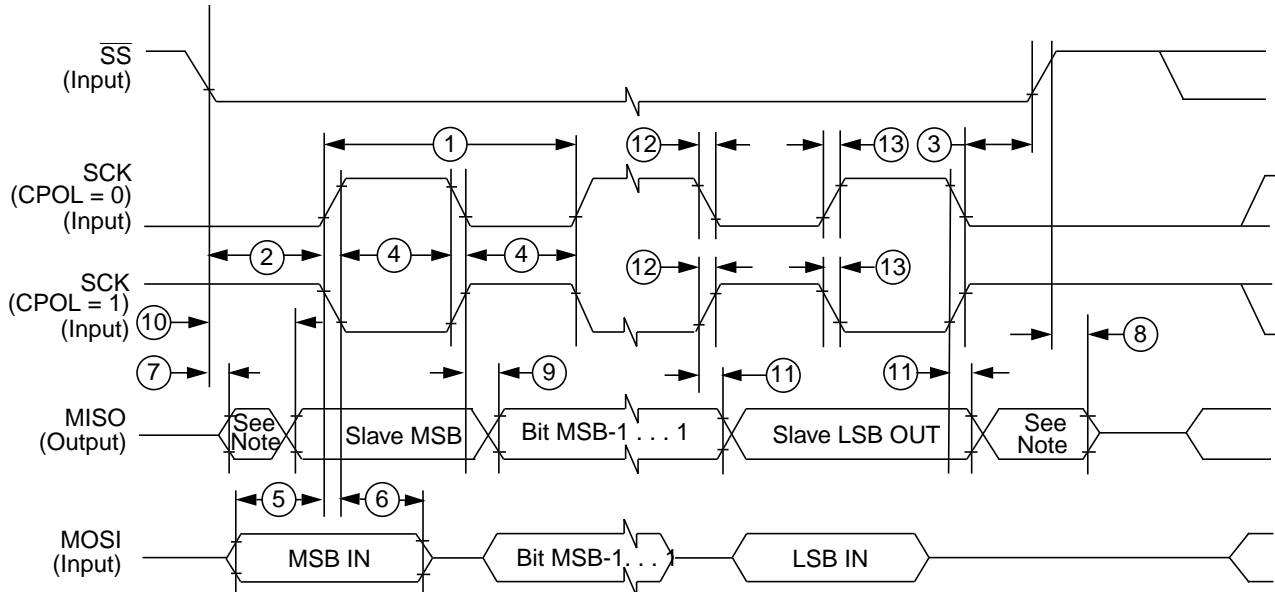 SS
(Input)
1
12
13
3
SCK
(CPOL = 0)
(Input)
2
4
4
12
13
SCK
(CPOL = 1)
(Input)
10
8
7
9
11
11
MISO
(Output)
See
Note
Slave MSB
Bit MSB-1 . . . 1
Slave LSB OUT
See
Note
5
6
MOSI
(Input)
MSB IN
Bit MSB-1. . . 1
LSB IN